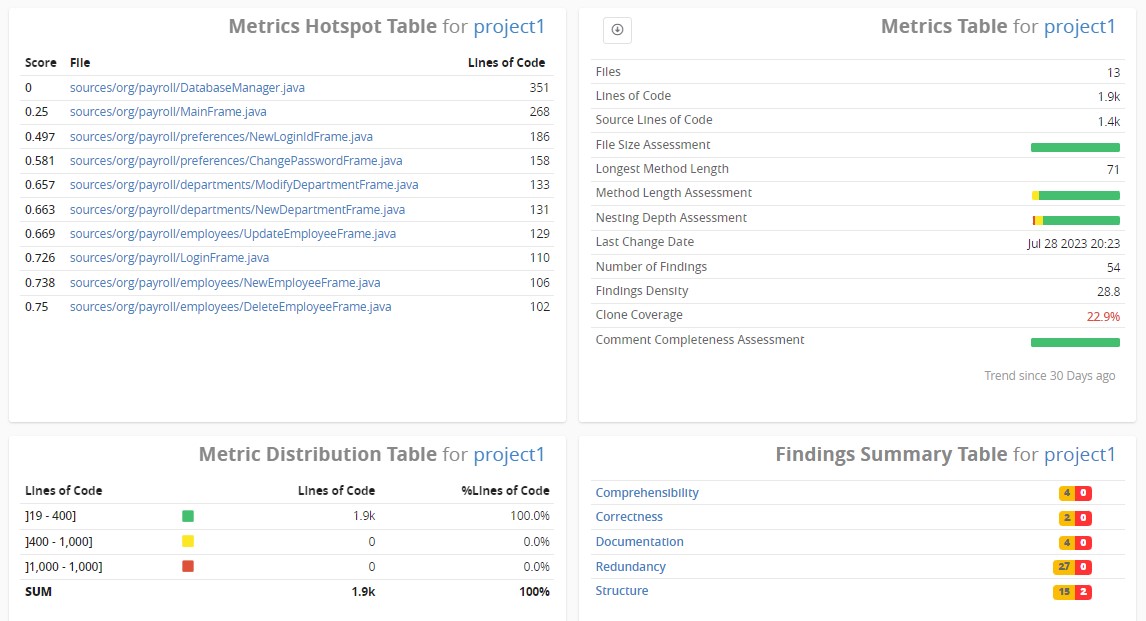 Metrics Hotspot Table for project1
Score File Lines of Code
0 sources/org/payroll/DatabaseManager.java 351
0.25 sources/org/payroll/MainFrame.java 268
0.497 sources/org/payroll/preferences/NewLoginIdFrame.java 186
0.581 sources/org/payroll/preferences/ChangePasswordFrame.java 158
0.657 sources/org/payroll/departments/ModifyDepartmentFrame.java 133
0.663 sources/org/payroll/departments/NewDepartmentFrame.java 131
0.669 sources/org/payroll/employees/UpdateEmployeeFrame.java 129
0.726 sources/org/payroll/LoginFrame.java 110
0.738 sources/org/payroll/employees/NewEmployeeFrame.java 106
0.75 sources/org/payroll/employees/DeleteEmployeeFrame.java 102
Metrics Table for project1
Files 13
Lines of Code 1.9k
Source Lines of Code 1.4k
File Size Assessment
Longest Method Length 71
Method Length Assessment
Nesting Depth Assessment
Last Change Date Jul 28 2023 20:23
Number of Findings 54
Findings Density 28.8
Clone Coverage 22.9%
Comment Completeness Assessment
Trend since 30 Days ago
Metric Distribution Table for project1
Lines of Code Lines of Code %Lines of Code
]19 - 400] 1.9k 100.0%
]400 - 1,000] 0 0.0%
]1,000 - 1,000] 0 0.0%
SUM 1.9k 100%
Findings Summary Table for project1
Comprehensibility 4 0
Correctness 2 0
Documentation 4 0
Redundancy 27 0
Structure 15 2